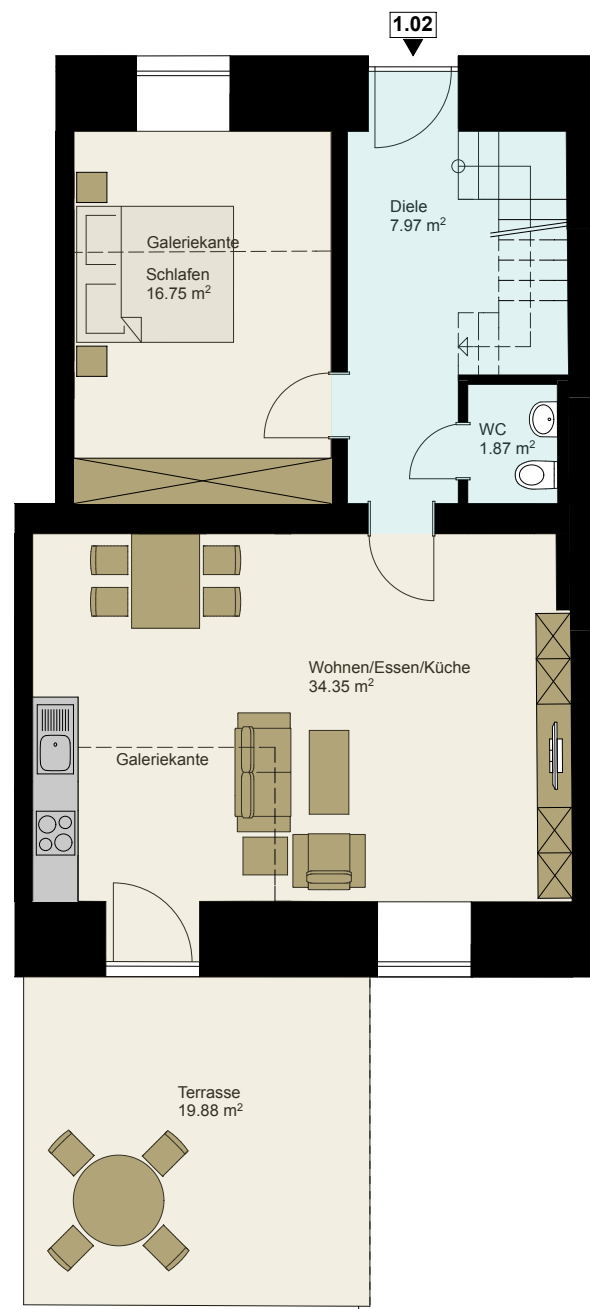 1.02
Diele
7.97 m²
Galeriekante
Schlafen
16.75 m²
WC
1.87 m²
Wohnen/Essen/Küche
34.35 m²
Galeriekante
Terrasse
19.88 m²